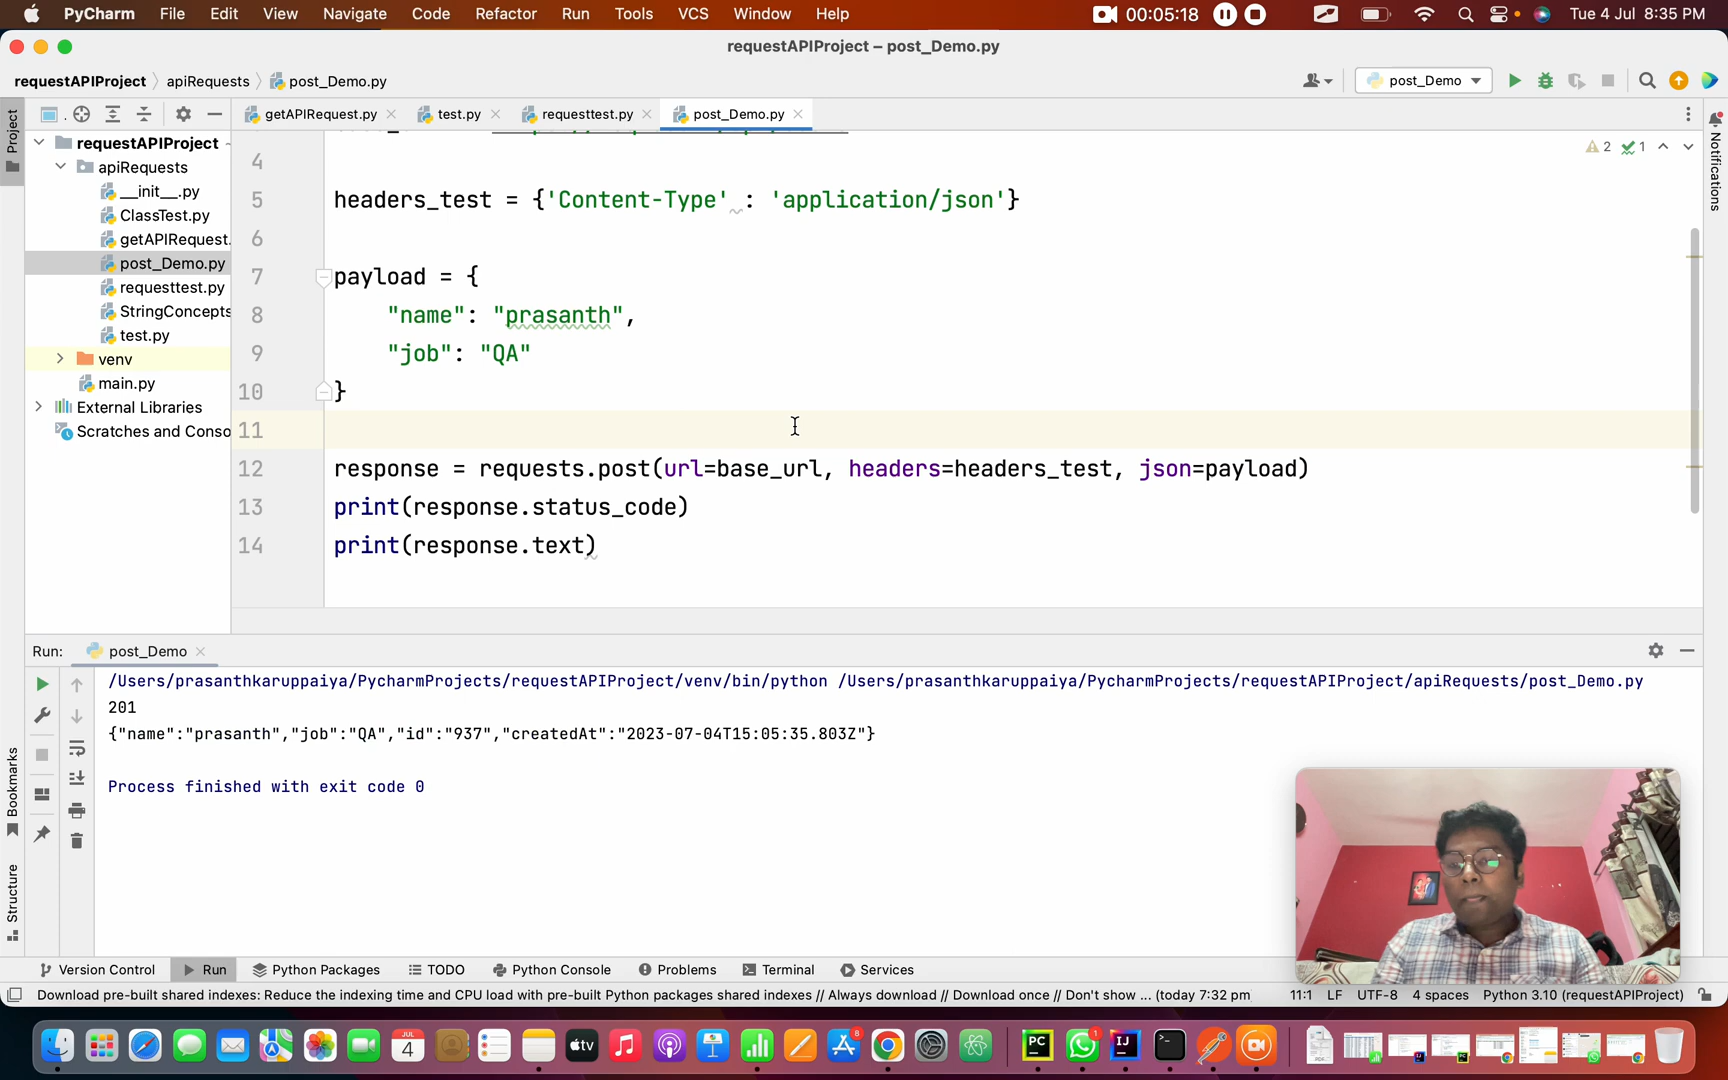 PyCharm File Edit View Navigate Code Refactor Run Tools VCS Window Help 00:05:18 Tue 4 Jul 8:35 PM
requestAPIProject – post_Demo.py
requestAPIProject apiRequests post_Demo.py post_Demo
getAPIRequest.py test.py requesttest.py post_Demo.py
Project
Notifications
requestAPIProject
apiRequests
__init__.py
ClassTest.py
getAPIRequest.
post_Demo.py
requesttest.py
StringConcepts
test.py
venv
main.py
External Libraries
Scratches and Conso
2 1
4
5 headers_test = {'Content-Type' : 'application/json'}
6
7 payload = {
8 "name": "prasanth",
9 "job": "QA"
10 }
11
12 response = requests.post(url=base_url, headers=headers_test, json=payload)
13 print(response.status_code)
14 print(response.text)
Run: post_Demo
/Users/prasanthkaruppaiya/PycharmProjects/requestAPIProject/venv/bin/python /Users/prasanthkaruppaiya/PycharmProjects/requestAPIProject/apiRequests/post_Demo.py
201
{"name":"prasanth","job":"QA","id":"937","createdAt":"2023-07-04T15:05:35.803Z"}
Process finished with exit code 0
Bookmarks
Structure
Version Control Run Python Packages TODO Python Console Problems Terminal Services
Download pre-built shared indexes: Reduce the indexing time and CPU load with pre-built Python packages shared indexes // Always download // Download once // Don't show ... (today 7:32 pm 11:1 LF UTF-8 4 spaces Python 3.10 (requestAPIProject)
JUL
4
tv
8
PC
1
IJ